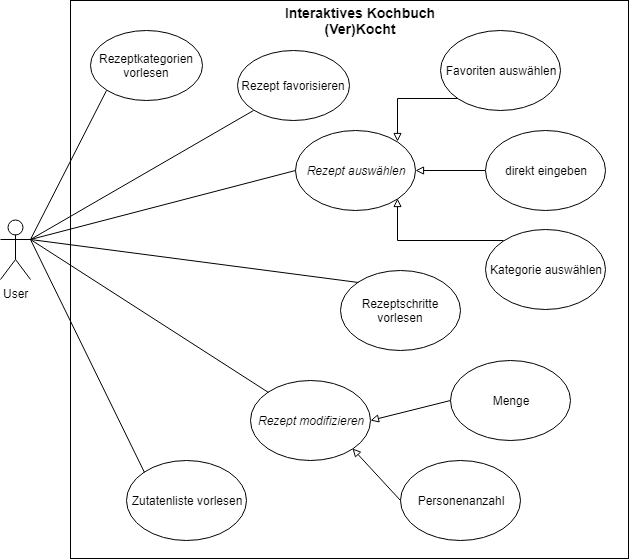 Interaktives Kochbuch
(Ver)Kocht
Rezeptkategorien
vorlesen
Rezept favorisieren
Favoriten auswählen
Rezept auswählen
direkt eingeben
Kategorie auswählen
User
Rezeptschritte
vorlesen
Rezept modifizieren
Menge
Zutatenliste vorlesen
Personenanzahl